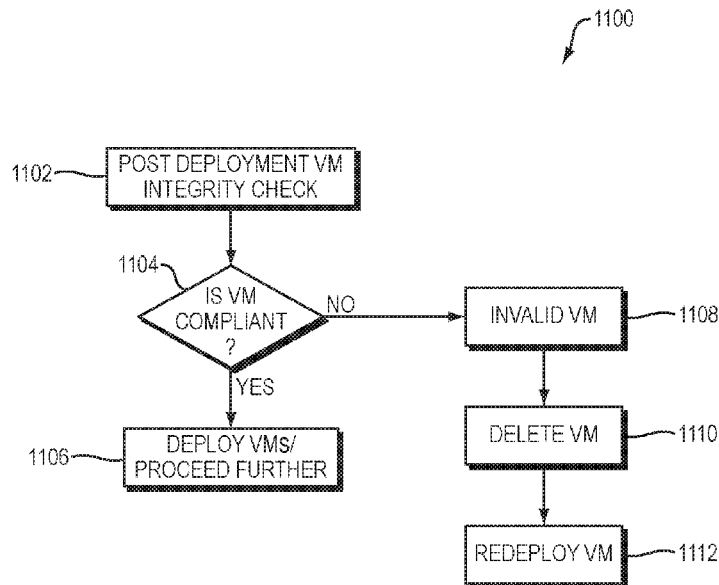 1100
1102
POST DEPLOYMENT VM
INTEGRITY CHECK
1104
IS VM
COMPLIANT
?
NO
YES
INVALID VM
1108
1106
DEPLOY VMs/
PROCEED FURTHER
DELETE VM
1110
REDEPLOY VM
1112